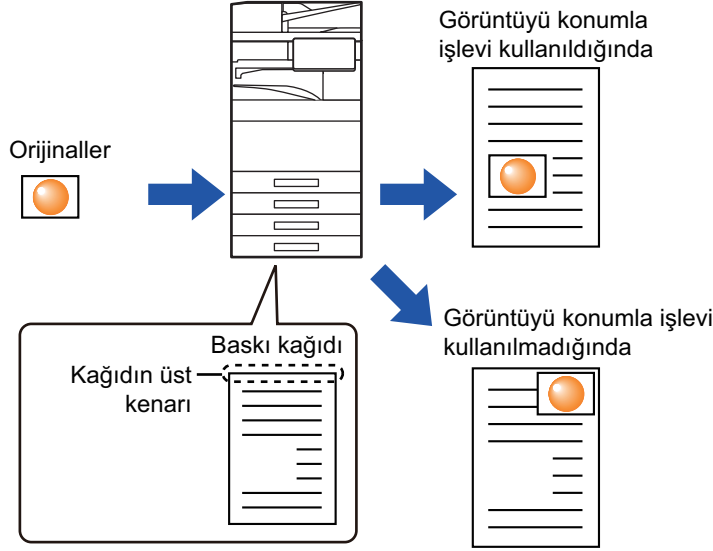 Görüntüyü konumla
işlevi kullanıldığında
Orijinaller
Görüntüyü konumla işlevi
kullanılmadığında
Baskı kağıdı
Kağıdın üst
kenarı